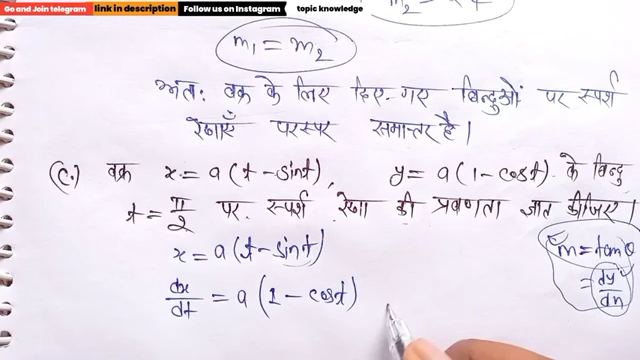 Go and Join telegram link in description Follow us on Instagram topic knowledge
m₂ =
m₁ = m₂
अतः वक्र के लिए दिए गए बिन्दुओं पर स्पर्श
रेखाएँ परस्पर समान्तर है।
(C.) वक्र x = a(t - sint), y = a(1 - cost) के बिन्दु
t = π/2 पर स्पर्श रेखा की प्रवणता ज्ञात कीजिए।
x = a(t - sint)
m = tanθ
dx/dt = a(1 - cost)
= dy/dx